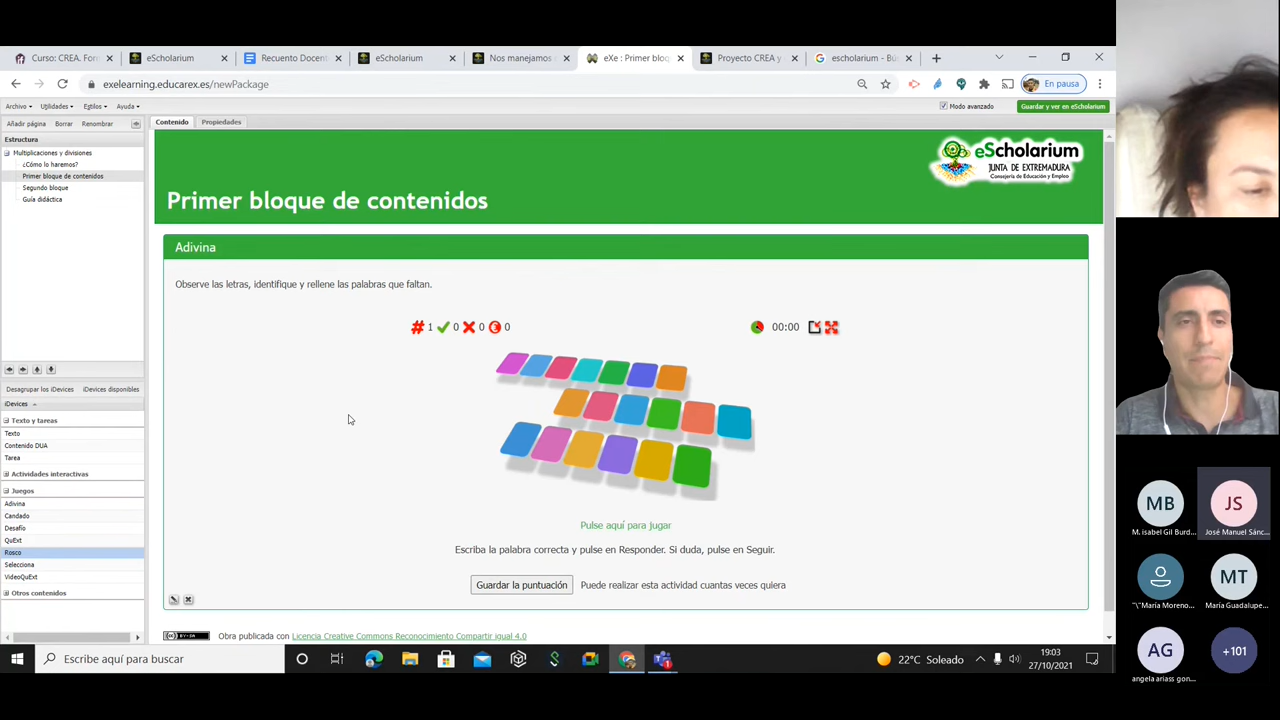 Curso: CREA. For
eScholarium
Recuento Docent
eScholarium
Nos manejamos
eXe : Primer bloq
Proyecto CREA y
escholarium - Bú
exelearning.educarex.es/newPackage
En pausa
Archivo
Utilidades
Estilos
Ayuda
Modo avanzado
Guardar y ver en eScholarium
Añadir página
Borrar
Renombrar
Contenido
Propiedades
Estructura
Multiplicaciones y divisiones
¿Cómo lo haremos?
Primer bloque de contenidos
Segundo bloque
Guía didáctica
eScholarium
JUNTA DE EXTREMADURA
Consejería de Educación y Empleo
Primer bloque de contenidos
Adivina
Observe las letras, identifique y rellene las palabras que faltan.
# 1 0 0 0
00:00
Pulse aquí para jugar
Escriba la palabra correcta y pulse en Responder. Si duda, pulse en Seguir.
Guardar la puntuación
Puede realizar esta actividad cuantas veces quiera
Obra publicada con Licencia Creative Commons Reconocimiento Compartir igual 4.0
Desagrupar los iDevices
iDevices disponibles
iDevices
Texto y tareas
Texto
Contenido DUA
Tarea
Actividades interactivas
Juegos
Adivina
Candado
Desafío
QuExt
Rosco
Selecciona
VideoQuExt
Otros contenidos
Escribe aquí para buscar
22°C Soleado
19:03
27/10/2021
MB
M. isabel Gil Burd...
JS
José Manuel Sánc...
"\"María Moreno...
MT
María Guadalupe...
AG
angela ariass gon...
+101